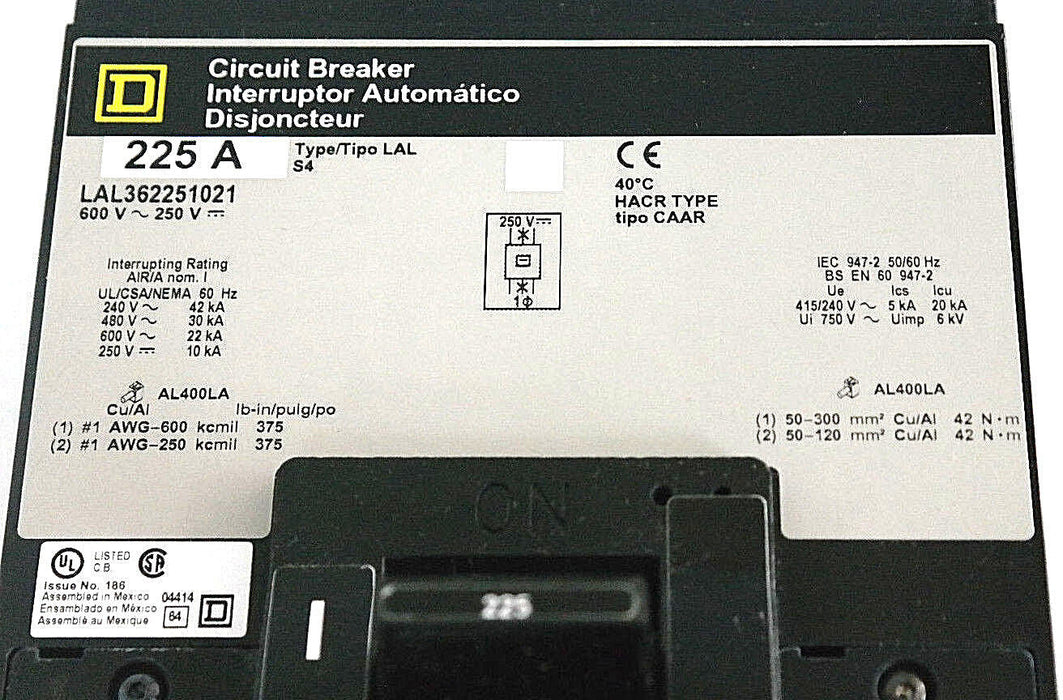 Circuit Breaker
Interruptor Automático
Disjoncteur
225 A
Type/Tipo LAL
S4
LAL362251021
600 V ~ 250 V ⎓
CE
40°C
HACR TYPE
tipo CAAR
250 V⎓
1ϕ
Interrupting Rating
AIR/A nom. I
UL/CSA/NEMA 60 Hz
240 V ~ 42 kA
480 V ~ 30 kA
600 V ~ 22 kA
250 V ⎓ 10 kA
IEC 947-2 50/60 Hz
BS EN 60 947-2
Ue Ics Icu
415/240 V ~ 5 kA 20 kA
Ui 750 V ~ Uimp 6 kV
AL400LA
Cu/Al lb-in/pulg/po
(1) #1 AWG-600 kcmil 375
(2) #1 AWG-250 kcmil 375
AL400LA
(1) 50-300 mm² Cu/Al 42 N·m
(2) 50-120 mm² Cu/Al 42 N·m
ON
UL LISTED C.B. SA
Issue No. 186
Assembled in Mexico 04414
Ensamblado en México
Assemblé au Mexique 64
D
225
I